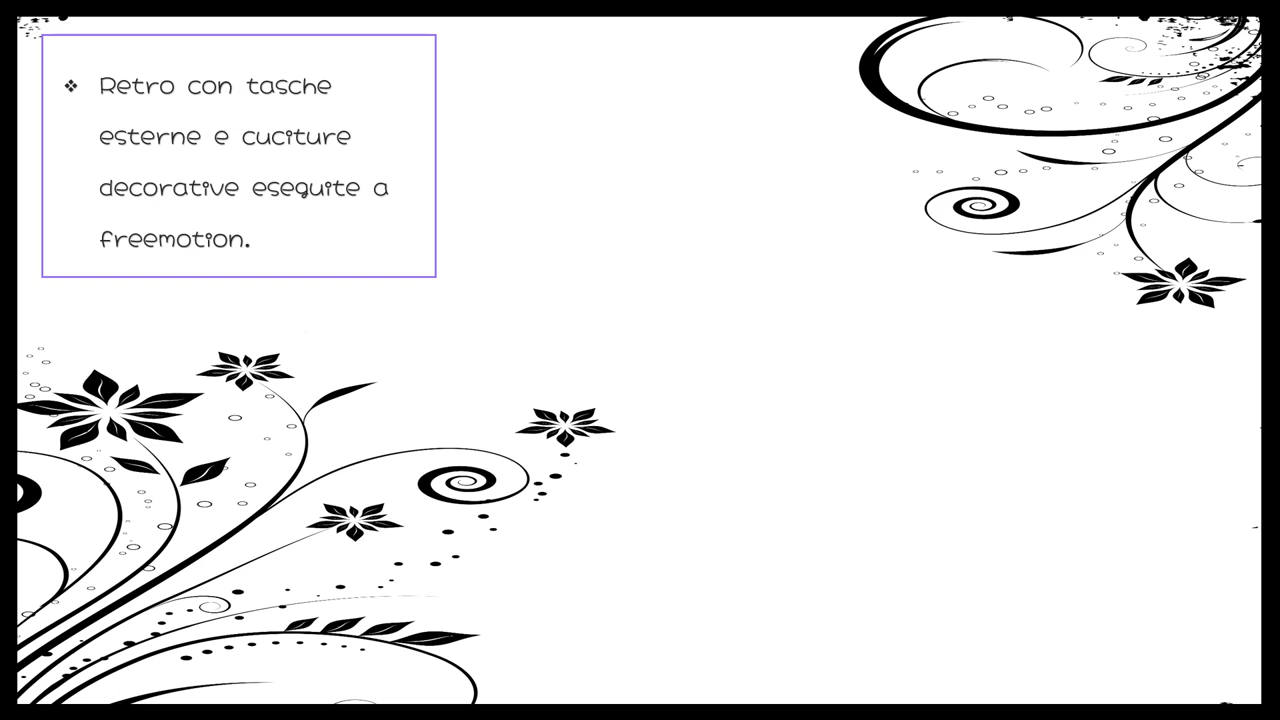 ❖ Retro con tasche
esterne e cuciture
decorative eseguite a
freemotion.